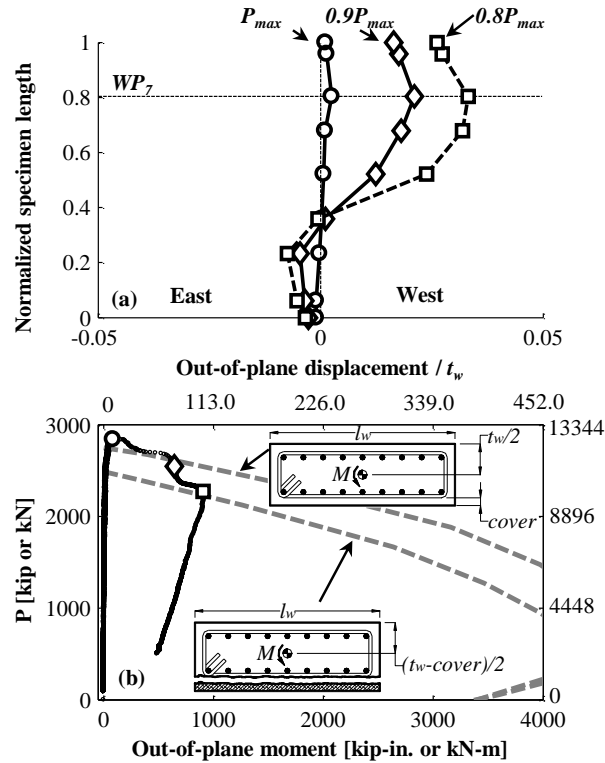 P_max 0.9P_max 0.8P_max
1
WP_7
0.8
0.6
0.4
0.2
(a) East West
0
-0.05 0 0.05
Normalized specimen length
Out-of-plane displacement / t_w
0 113.0 226.0 339.0 452.0
3000 13344
l_w t_w/2
M
2000 8896
cover
1000 4448
l_w
M (t_w-cover)/2
(b)
0 0
0 1000 2000 3000 4000
P [kip or kN]
Out-of-plane moment [kip-in. or kN-m]